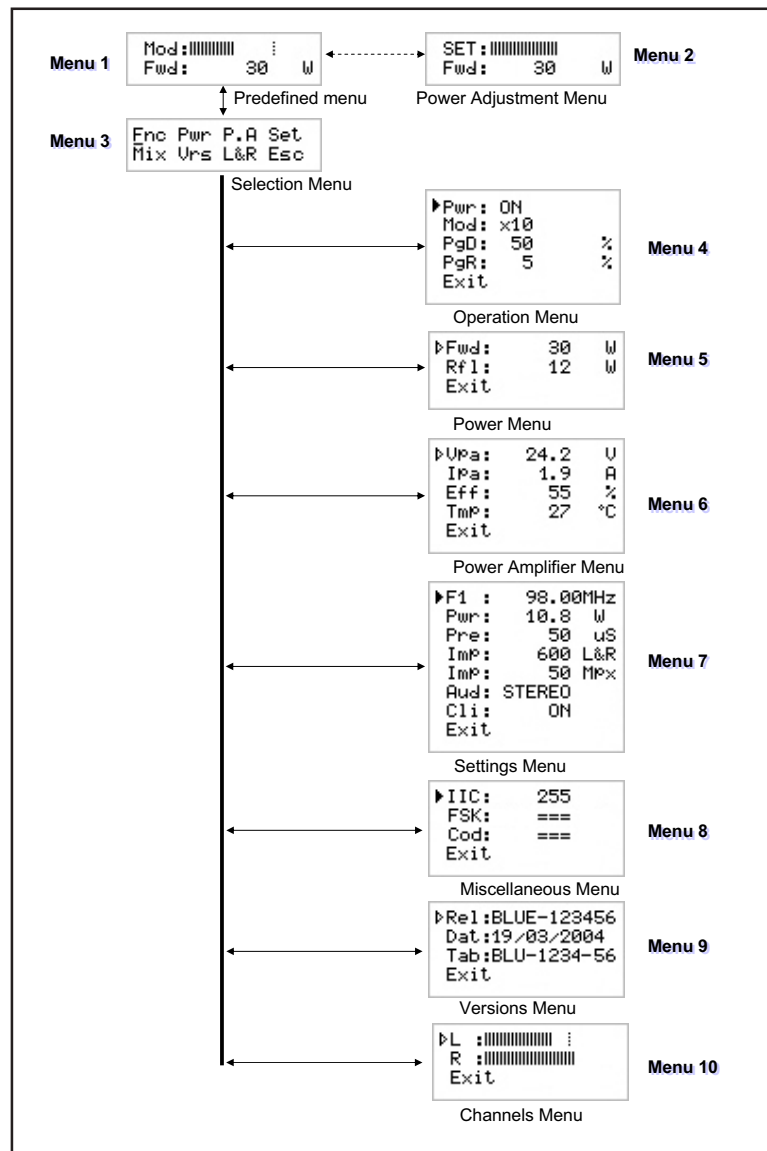 Menu 1
Mod:
Fwd: 30 W
SET:
Fwd: 30 W
Menu 2
Predefined menu
Power Adjustment Menu
Menu 3
Fnc Pwr P.A Set
Mix Vrs L&R Esc
Selection Menu
Pwr: ON
Mod: x10
PgD: 50 %
PgR: 5 %
Exit
Menu 4
Operation Menu
Fwd: 30 W
Rfl: 12 W
Exit
Menu 5
Power Menu
Vpa: 24.2 V
Ipa: 1.9 A
Eff: 55 %
Tmp: 27 °C
Exit
Menu 6
Power Amplifier Menu
F1 : 98.00MHz
Pwr: 10.8 W
Pre: 50 uS
Imp: 600 L&R
Imp: 50 Mpx
Aud: STEREO
Cli: ON
Exit
Menu 7
Settings Menu
IIC: 255
FSK: ===
Cod: ===
Exit
Menu 8
Miscellaneous Menu
Rel:BLUE-123456
Dat:19/03/2004
Tab:BLU-1234-56
Exit
Menu 9
Versions Menu
L :
R :
Exit
Menu 10
Channels Menu